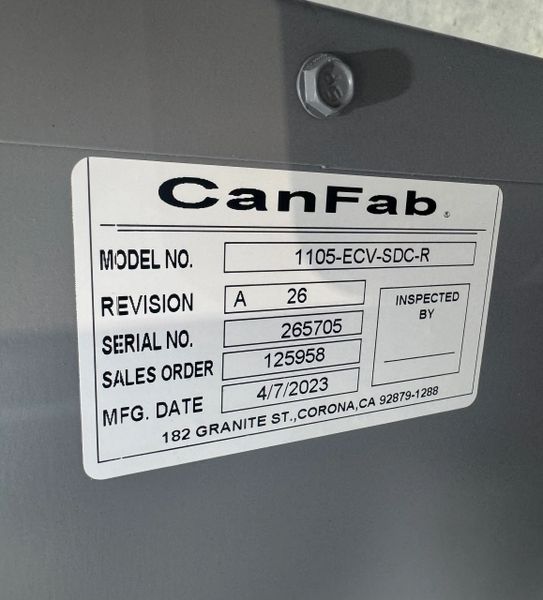 CanFab®
MODEL NO. 1105-ECV-SDC-R
REVISION A 26
SERIAL NO. 265705
SALES ORDER 125958
MFG. DATE 4/7/2023
INSPECTED
BY
182 GRANITE ST.,CORONA,CA 92879-1288